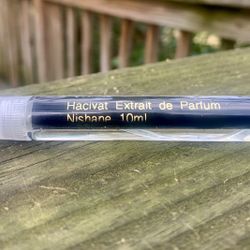 Hacivat Extrait de Parfum
Nishane 10ml